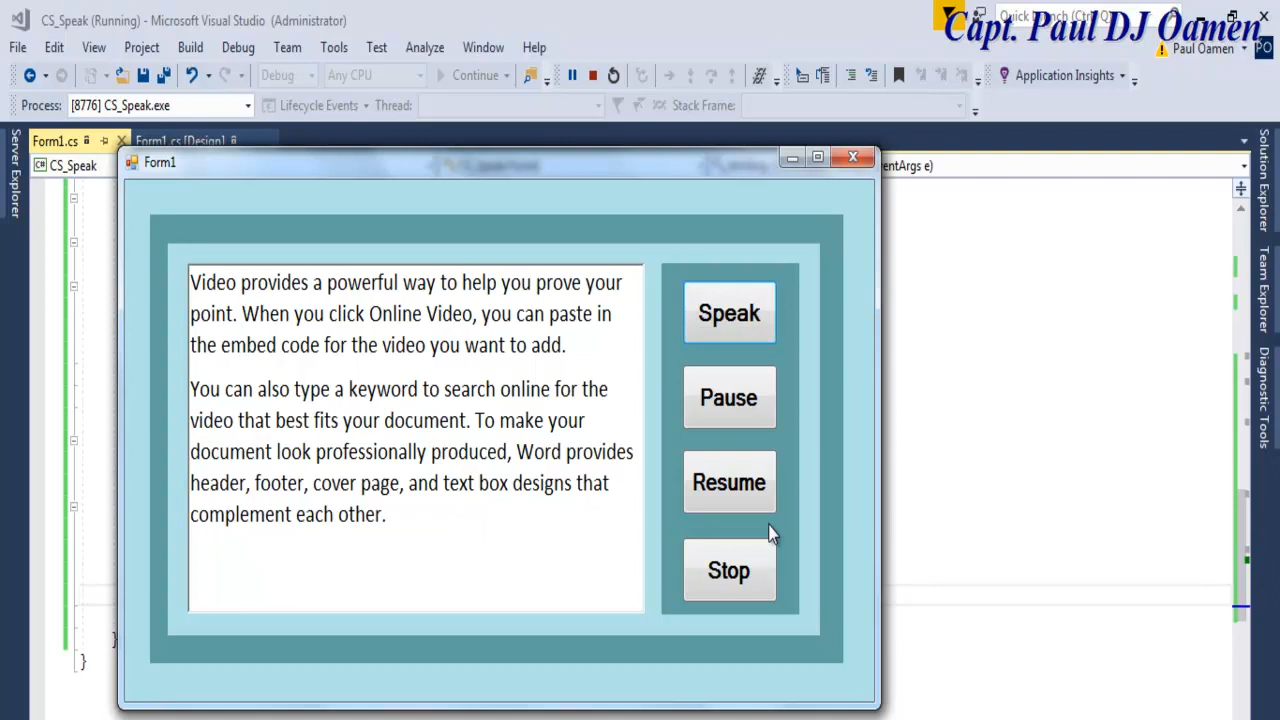 CS_Speak (Running) - Microsoft Visual Studio (Administrator)
Quick Launch (Ctrl+Q)
Capt. Paul DJ Oamen
File Edit View Project Build Debug Team Tools Test Analyze Window Help
Paul Oamen PO
Debug Any CPU Continue Application Insights
Process: [8776] CS_Speak.exe Lifecycle Events Thread: Stack Frame:
Form1.cs Form1.cs [Design]
CS_Speak
entArgs e)
Server Explorer
Form1
Video provides a powerful way to help you prove your
point. When you click Online Video, you can paste in
the embed code for the video you want to add.
You can also type a keyword to search online for the
video that best fits your document. To make your
document look professionally produced, Word provides
header, footer, cover page, and text box designs that
complement each other.
Speak
Pause
Resume
Stop
}
}
Solution Explorer
Team Explorer
Diagnostic Tools